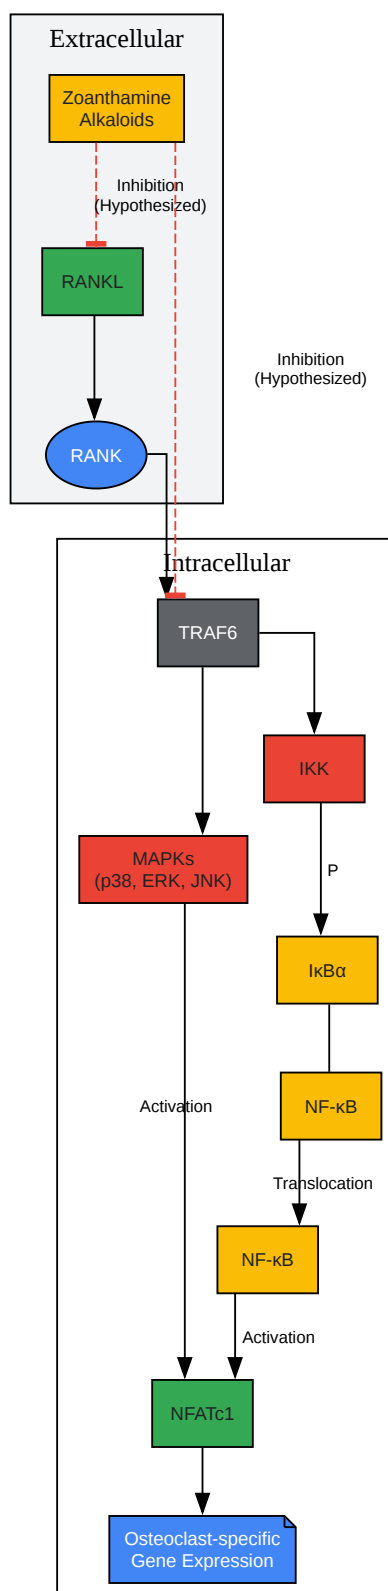 Extracellular
Zoanthamine
Alkaloids
Inhibition
(Hypothesized)
RANKL
Inhibition
(Hypothesized)
RANK
Intracellular
TRAF6
IKK
MAPKs
(p38, ERK, JNK)
P
IκBα
NF-κB
Activation
Translocation
NF-κB
Activation
NFATc1
Osteoclast-specific
Gene Expression